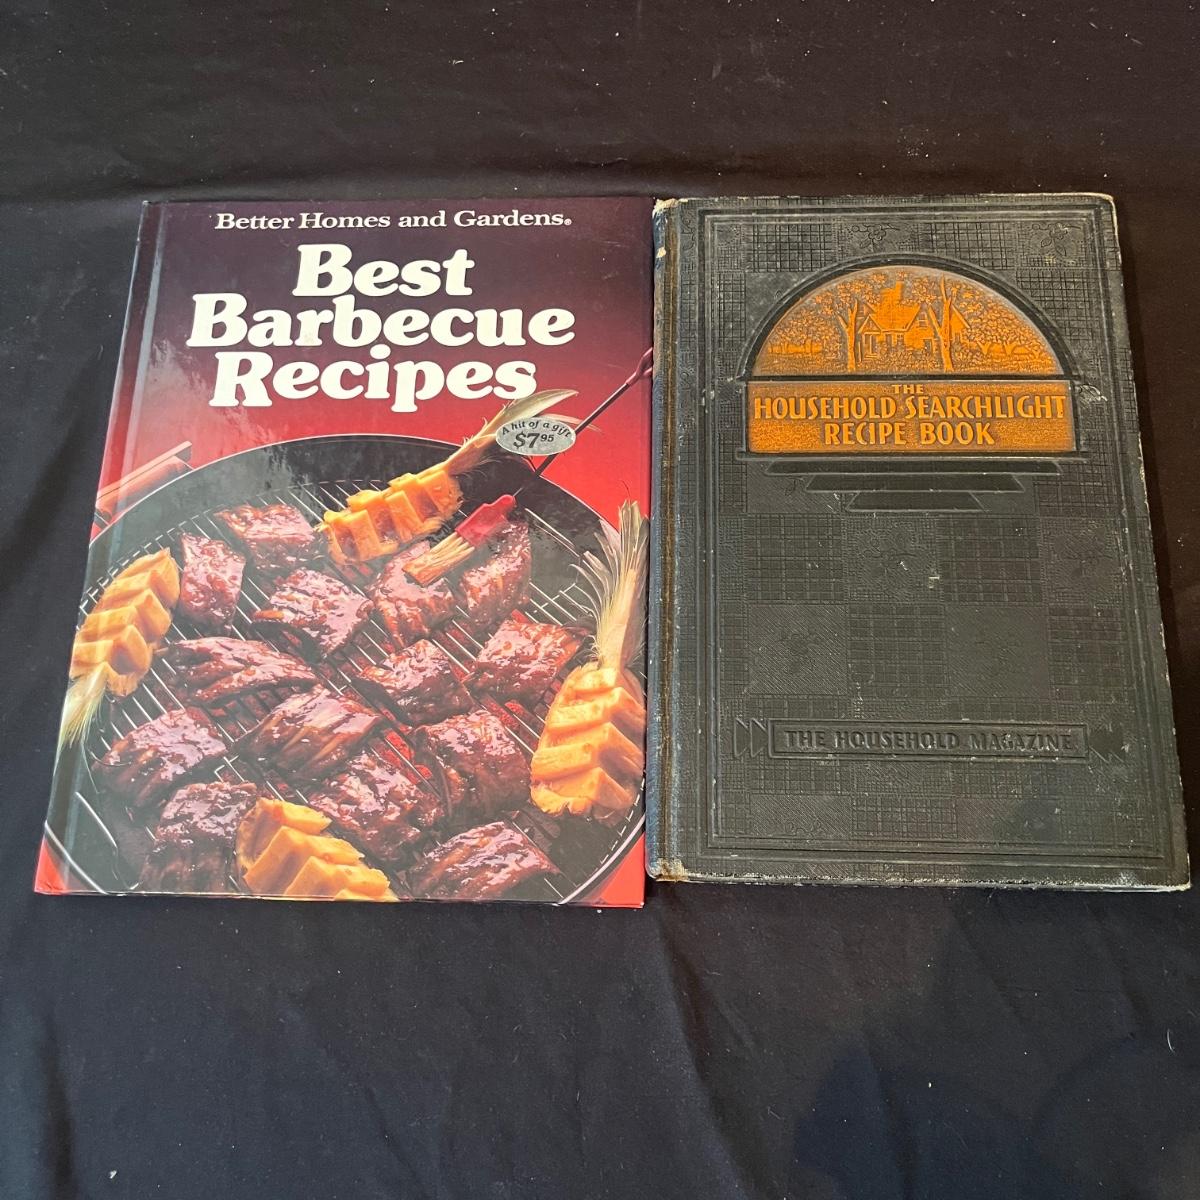 Better Homes and Gardens®
Best
Barbecue
Recipes
A hit of a gift
$7.95
THE
HOUSEHOLD SEARCHLIGHT
RECIPE BOOK
THE HOUSEHOLD MAGAZINE